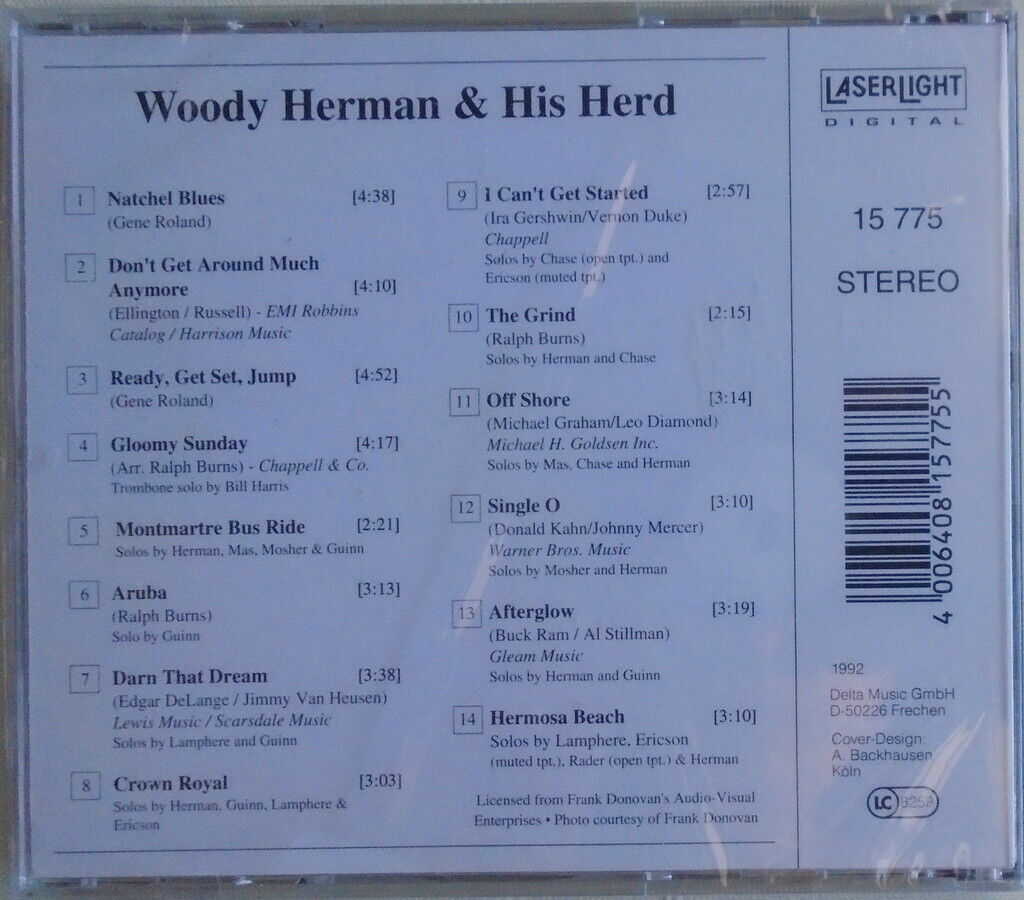 Woody Herman & His Herd
1 Natchel Blues [4:38]
(Gene Roland)
2 Don't Get Around Much
Anymore [4:10]
(Ellington / Russell) - EMI Robbins
Catalog / Harrison Music
3 Ready, Get Set, Jump [4:52]
(Gene Roland)
4 Gloomy Sunday [4:17]
(Arr. Ralph Burns) - Chappell & Co.
Trombone solo by Bill Harris
5 Montmartre Bus Ride [2:21]
Solos by Herman, Mas, Mosher & Guinn
6 Aruba [3:13]
(Ralph Burns)
Solo by Guinn
7 Darn That Dream [3:38]
(Edgar DeLange / Jimmy Van Heusen)
Lewis Music / Scarsdale Music
Solos by Lamphere and Guinn
8 Crown Royal [3:03]
Solos by Herman, Guinn, Lamphere &
Ericson
9 I Can't Get Started [2:57]
(Ira Gershwin/Vernon Duke)
Chappell
Solos by Chase (open tpt.) and
Ericson (muted tpt.)
10 The Grind [2:15]
(Ralph Burns)
Solos by Herman and Chase
11 Off Shore [3:14]
(Michael Graham/Leo Diamond)
Michael H. Goldsen Inc.
Solos by Mas, Chase and Herman
12 Single O [3:10]
(Donald Kahn/Johnny Mercer)
Warner Bros. Music
Solos by Mosher and Herman
13 Afterglow [3:19]
(Buck Ram / Al Stillman)
Gleam Music
Solos by Herman and Guinn
14 Hermosa Beach [3:10]
Solos by Lamphere, Ericson
(muted tpt.), Rader (open tpt.) & Herman
Licensed from Frank Donovan's Audio-Visual
Enterprises • Photo courtesy of Frank Donovan
LASERLIGHT
DIGITAL
15 775
STEREO
4 006408 157755
1992
Delta Music GmbH
D-50226 Frechen
Cover-Design:
A. Backhausen
Köln
LC